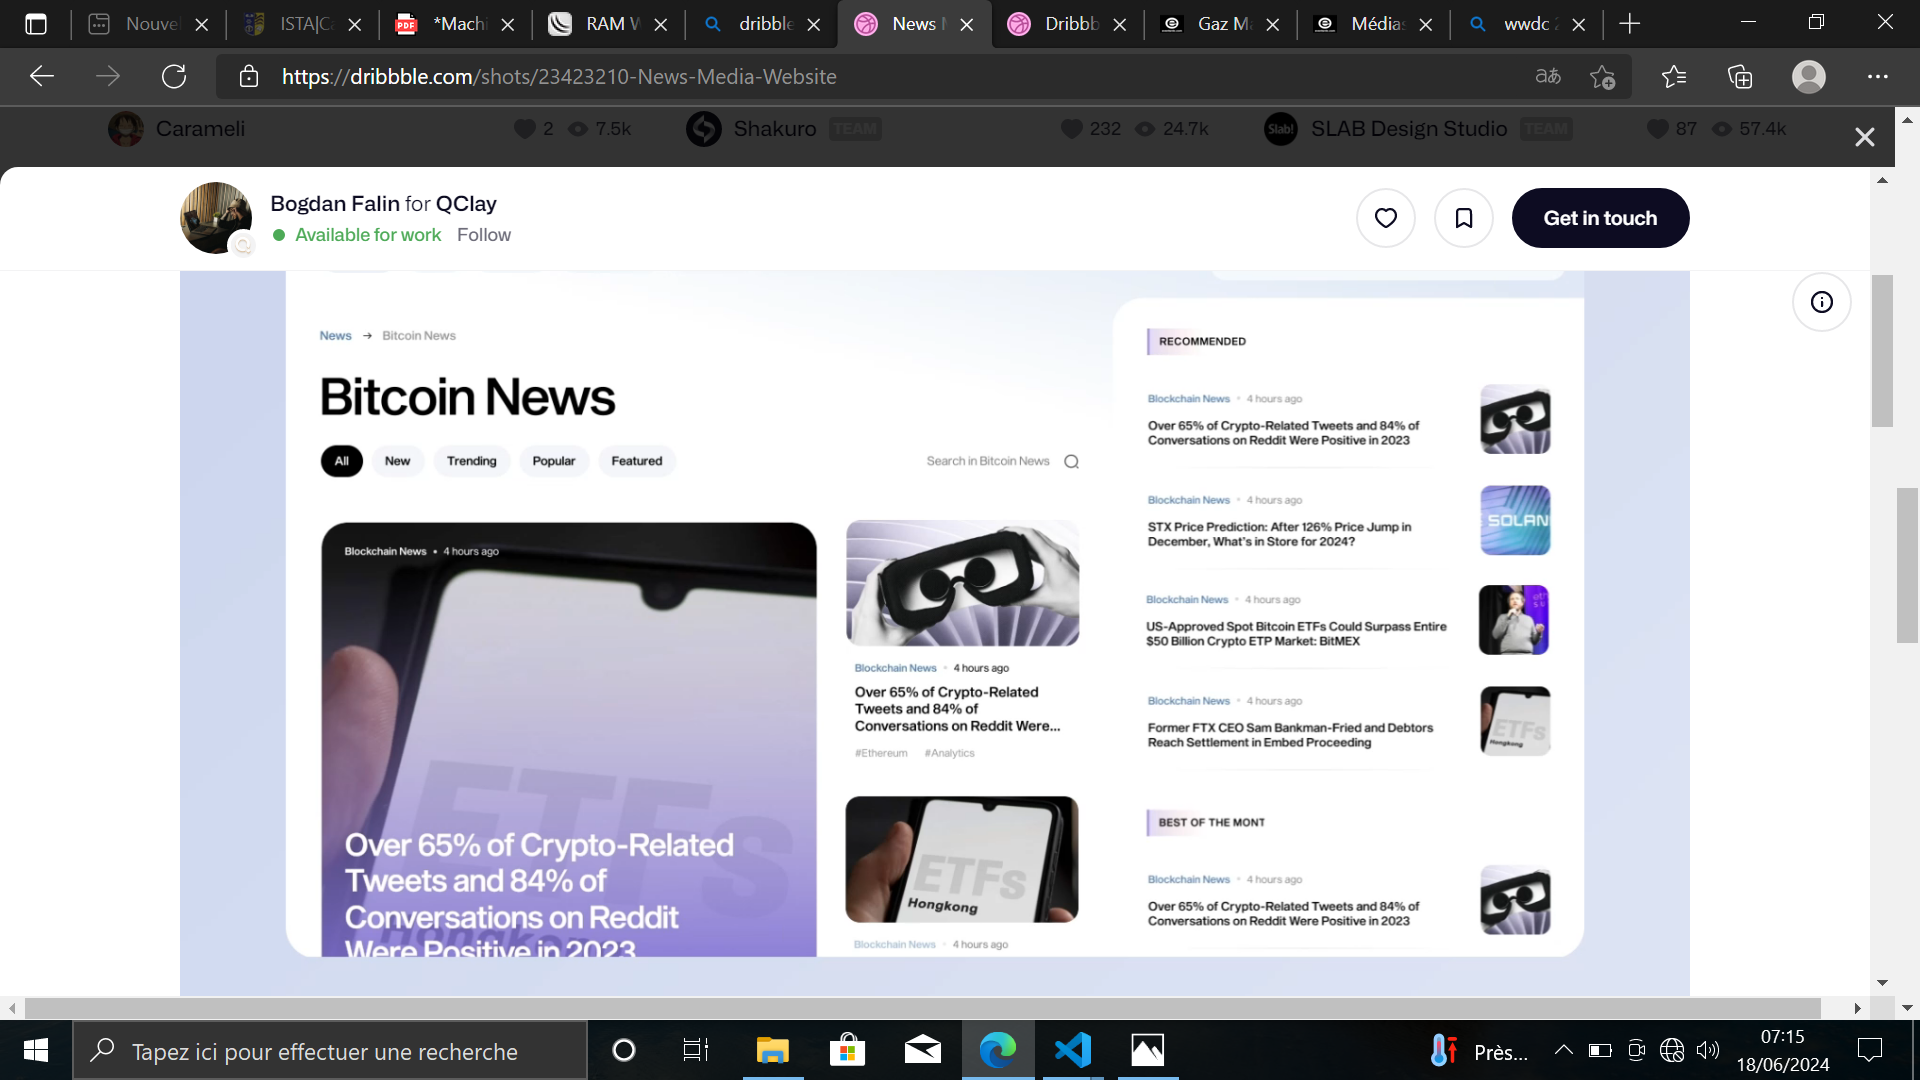 Nouvel
ISTA|C
*Machi
RAM W
dribble
News M
Dribbb
Gaz Ma
Médias
wwdc 2
https://dribbble.com/shots/23423210-News-Media-Website
Carameli
2
7.5k
Shakuro
TEAM
232
24.7k
Slab!
SLAB Design Studio
TEAM
87
57.4k
Bogdan Falin for QClay
Available for work
Follow
Get in touch
News → Bitcoin News
Bitcoin News
All
New
Trending
Popular
Featured
Search in Bitcoin News
Blockchain News • 4 hours ago
ETFs
Over 65% of Crypto-Related
Tweets and 84% of
Conversations on Reddit
Were Positive in 2023
Blockchain News • 4 hours ago
Over 65% of Crypto-Related
Tweets and 84% of
Conversations on Reddit Were...
#Ethereum
#Analytics
ETFs
Hongkong
Blockchain News • 4 hours ago
RECOMMENDED
Blockchain News • 4 hours ago
Over 65% of Crypto-Related Tweets and 84% of
Conversations on Reddit Were Positive in 2023
Blockchain News • 4 hours ago
STX Price Prediction: After 126% Price Jump in
December, What's in Store for 2024?
SOLAN
Blockchain News • 4 hours ago
US-Approved Spot Bitcoin ETFs Could Surpass Entire
$50 Billion Crypto ETP Market: BitMEX
Blockchain News • 4 hours ago
Former FTX CEO Sam Bankman-Fried and Debtors
Reach Settlement in Embed Proceeding
ETFs
Hongkong
BEST OF THE MONT
Blockchain News • 4 hours ago
Over 65% of Crypto-Related Tweets and 84% of
Conversations on Reddit Were Positive in 2023
Tapez ici pour effectuer une recherche
Près...
07:15
18/06/2024